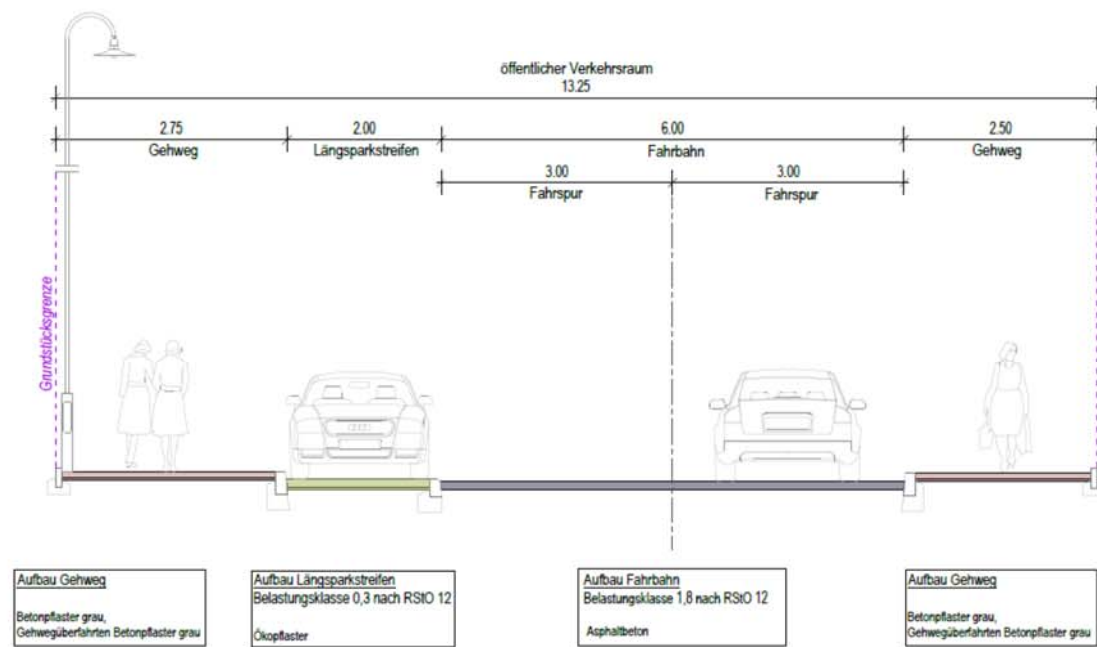 öffentlicher Verkehrsraum
13.25
2.75
2.00
6.00
2.50
Gehweg
Längsparkstreifen
Fahrbahn
Gehweg
3.00
3.00
Fahrspur
Fahrspur
Grundstücksgrenze
Aufbau Gehweg
Betonpflaster grau,
Gehwegüberfahrten Betonpflaster grau
Aufbau Längsparkstreifen
Belastungsklasse 0,3 nach RStO 12
Ökopflaster
Aufbau Fahrbahn
Belastungsklasse 1,8 nach RStO 12
Asphaltbeton
Aufbau Gehweg
Betonpflaster grau,
Gehwegüberfahrten Betonpflaster grau